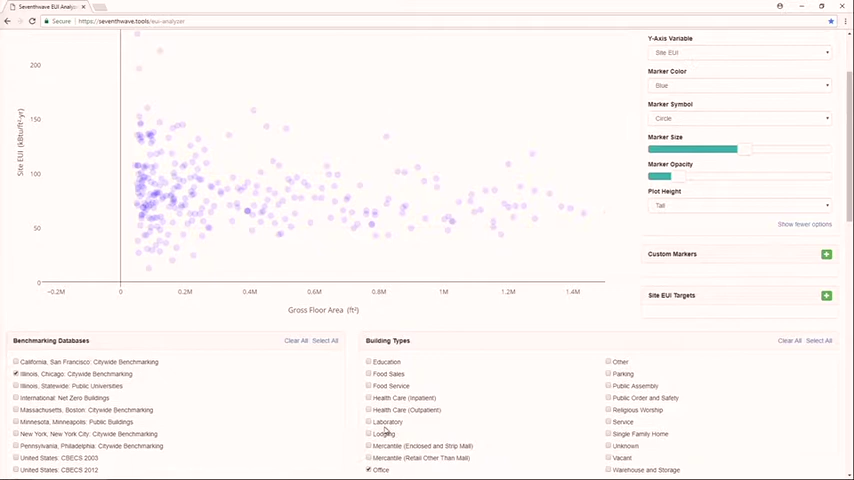 Seventhwave EUI Analyz
Secure
https://seventhwave.tools/eui-analyzer
200
150
100
50
0
Site EUI (kBtu/ft²-yr)
−0.2M 0 0.2M 0.4M 0.6M 0.8M 1M 1.2M 1.4M
Gross Floor Area (ft²)
Y-Axis Variable
Site EUI
Marker Color
Blue
Marker Symbol
Circle
Marker Size
Marker Opacity
Plot Height
Tall
Show fewer options
Custom Markers
Site EUI Targets
Benchmarking Databases Clear All Select All
California, San Francisco: Citywide Benchmarking
Illinois, Chicago: Citywide Benchmarking
Illinois, Statewide: Public Universities
International: Net Zero Buildings
Massachusetts, Boston: Citywide Benchmarking
Minnesota, Minneapolis: Public Buildings
New York, New York City: Citywide Benchmarking
Pennsylvania, Philadelphia: Citywide Benchmarking
United States: CBECS 2003
United States: CBECS 2012
Building Types Clear All Select All
Education
Food Sales
Food Service
Health Care (Inpatient)
Health Care (Outpatient)
Laboratory
Lodging
Mercantile (Enclosed and Strip Mall)
Mercantile (Retail Other Than Mall)
Office
Other
Parking
Public Assembly
Public Order and Safety
Religious Worship
Service
Single Family Home
Unknown
Vacant
Warehouse and Storage